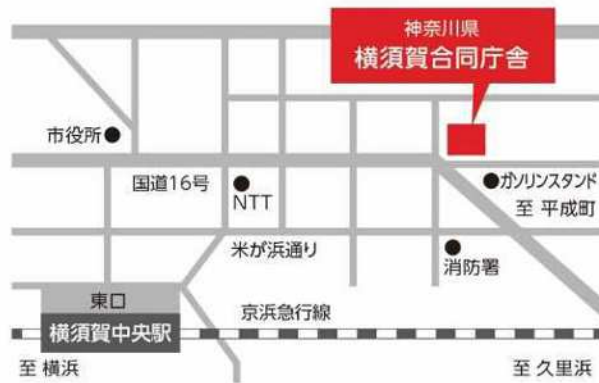 神奈川県
横須賀合同庁舎
市役所
国道16号
NTT
ガソリンスタンド
至 平成町
米が浜通り
消防署
東口
京浜急行線
横須賀中央駅
至 横浜
至 久里浜